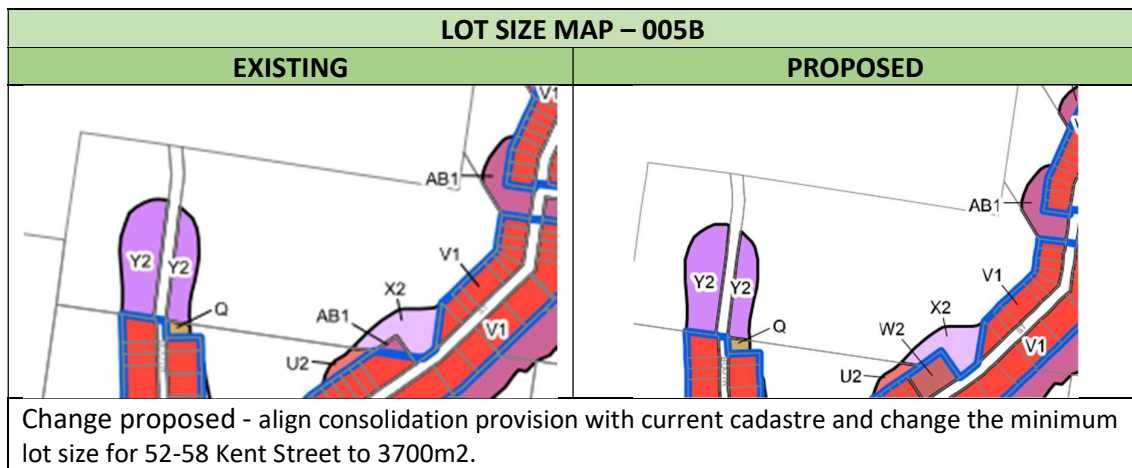 LOT SIZE MAP – 005B
EXISTING
PROPOSED
V1
AB1
Y2
Y2
V1
Q
X2
AB1
V1
U2
AB1
Y2
Y2
V1
Q
X2
W2
V1
U2
Change proposed - align consolidation provision with current cadastre and change the minimum
lot size for 52-58 Kent Street to 3700m2.